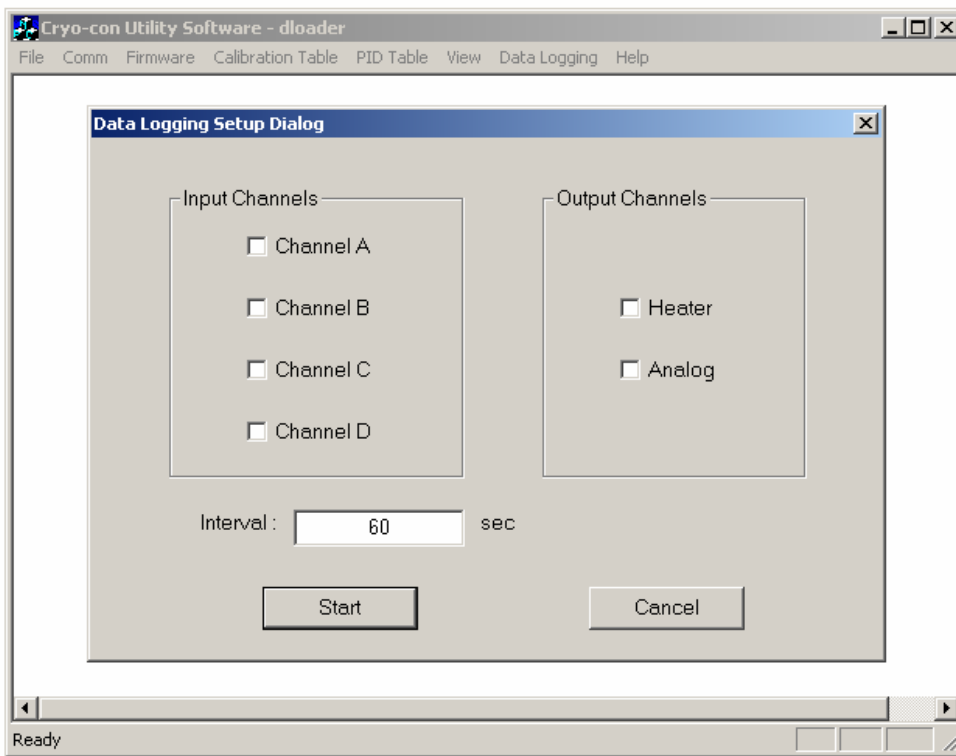 Cryo-con Utility Software - dloader
File Comm Firmware Calibration Table PID Table View Data Logging Help
Data Logging Setup Dialog
Input Channels
Channel A
Channel B
Channel C
Channel D
Output Channels
Heater
Analog
Interval : 60 sec
Start Cancel
Ready